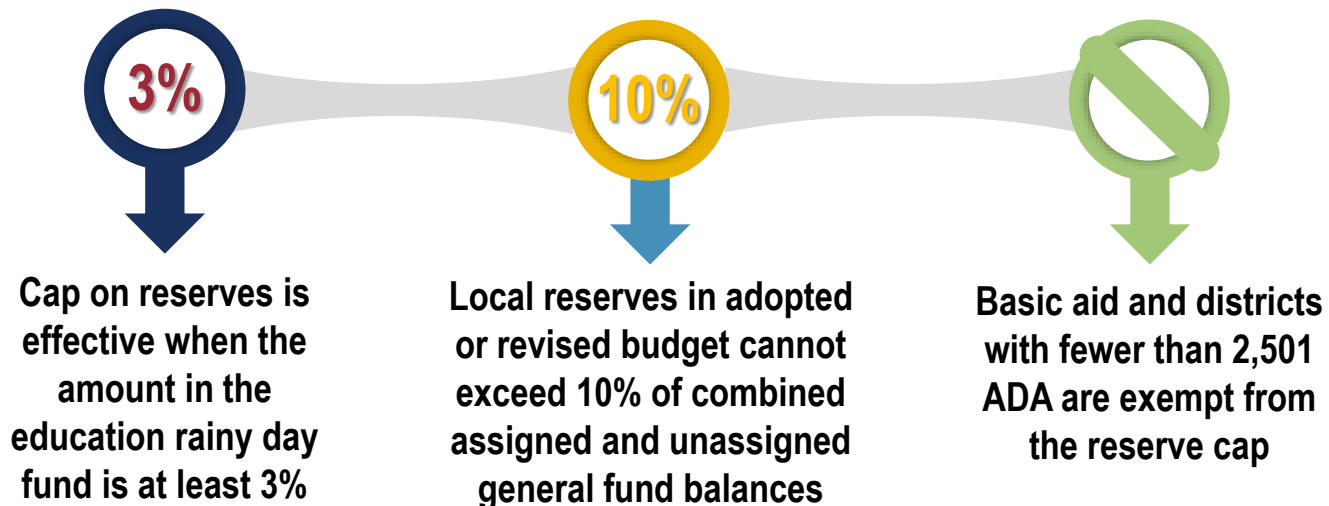 3%
Cap on reserves is
effective when the
amount in the
education rainy day
fund is at least 3%
10%
Local reserves in adopted
or revised budget cannot
exceed 10% of combined
assigned and unassigned
general fund balances
Basic aid and districts
with fewer than 2,501
ADA are exempt from
the reserve cap